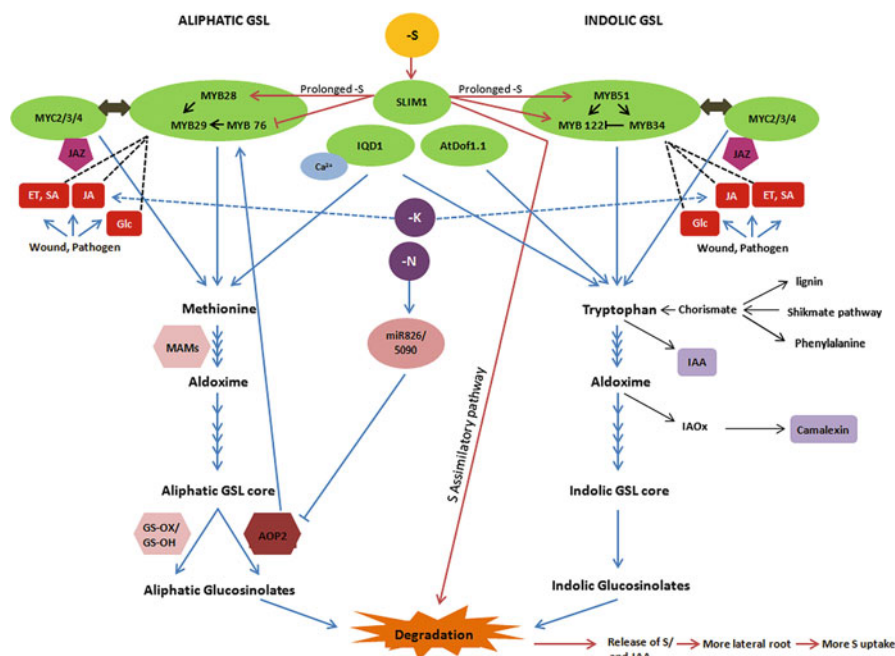 ALIPHATIC GSL
INDOLIC GSL
-S
Prolonged -S
Prolonged -S
SLIM1
MYB28
MYB29
MYB 76
MYB51
MYB 122
MYB34
MYC2/3/4
MYC2/3/4
JAZ
JAZ
IQD1
AtDof1.1
Ca²⁺
ET, SA
JA
Glc
JA
ET, SA
Glc
Wound, Pathogen
Wound, Pathogen
-K
-N
miR826/
5090
Methionine
MAMs
Aldoxime
Aliphatic GSL core
GS-OX/
GS-OH
AOP2
Aliphatic Glucosinolates
S Assimilatory pathway
Tryptophan
Chorismate
lignin
Shikmate pathway
Phenylalanine
IAA
Aldoxime
IAOx
Camalexin
Indolic GSL core
Indolic Glucosinolates
Degradation
Release of S/
and IAA
More lateral root
More S uptake